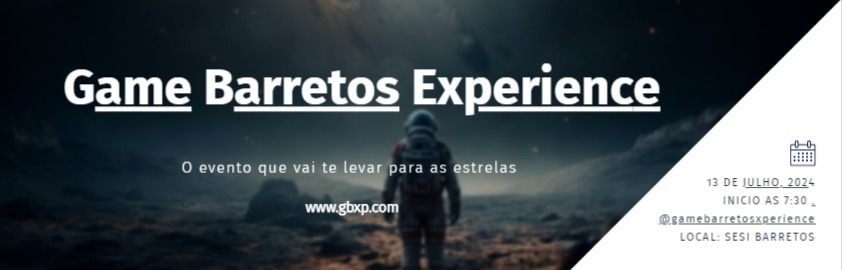 Game Barretos Experience
O evento que vai te levar para as estrelas
www.gbxp.com
13 DE JULHO, 2024
INICIO AS 7:30 .
@gamebarretosxperience
LOCAL: SESI BARRETOS